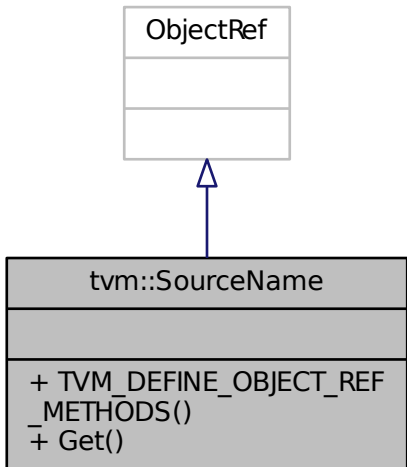 ObjectRef
tvm::SourceName
+ TVM_DEFINE_OBJECT_REF
_METHODS()
+ Get()